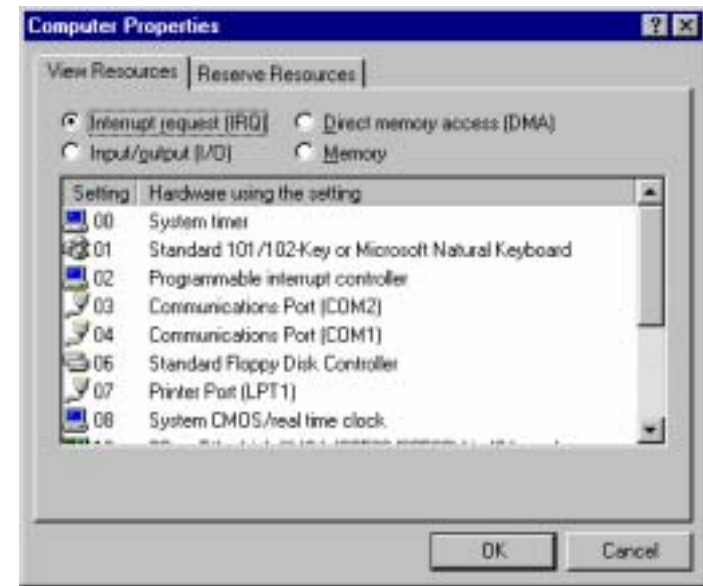 Computer Properties
View Resources Reserve Resources
Interrupt request (IRQ) Direct memory access (DMA)
Input/output (I/O) Memory
Setting Hardware using the setting
00 System timer
01 Standard 101/102-Key or Microsoft Natural Keyboard
02 Programmable interrupt controller
03 Communications Port (COM2)
04 Communications Port (COM1)
06 Standard Floppy Disk Controller
07 Printer Port (LPT1)
08 System CMOS/real time clock
OK Cancel